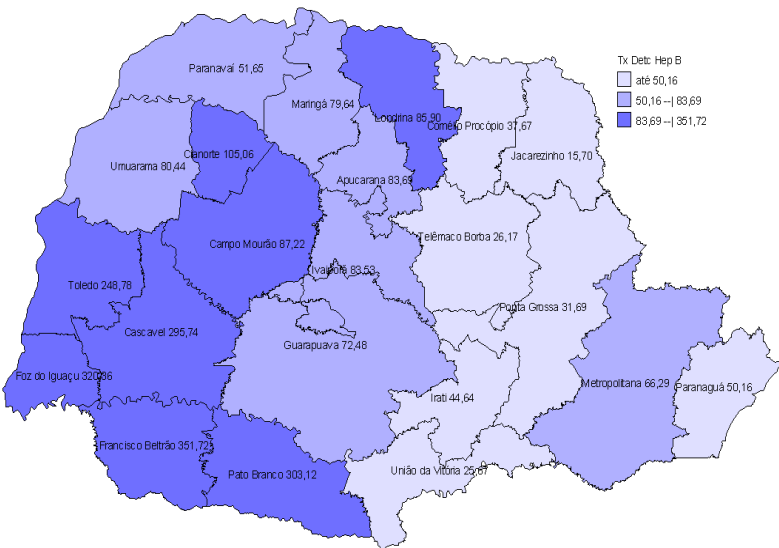 Paranavaí 51,65
Tx Detc Hep B
até 50,16
50,16 --| 83,69
83,69 --| 351,72
Maringá 79,64
Londrina 85,90
Cornélio Procópio 37,67
Cianorte 105,06
Jacarezinho 15,70
Umuarama 80,44
Apucarana 83,69
Campo Mourão 87,22
Telêmaco Borba 26,17
Ivaiporã 83,53
Toledo 248,78
Ponta Grossa 31,69
Cascavel 295,74
Guarapuava 72,48
Foz do Iguaçu 320,36
Metropolitana 66,29
Paranaguá 50,16
Irati 44,64
Francisco Beltrão 351,72
União da Vitória 25,67
Pato Branco 303,12